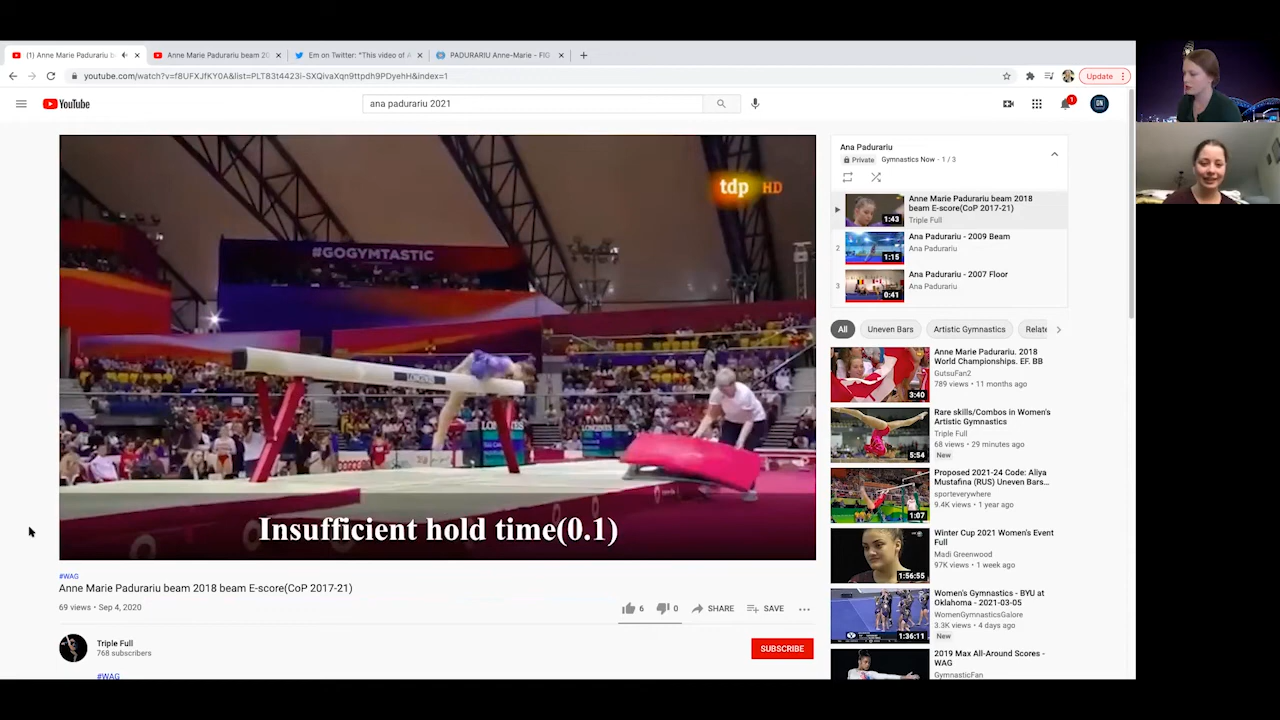 (1) Anne Marie Padurariu b
Anne Marie Padurariu beam 20
Em on Twitter: "This video of A
PADURARIU Anne-Marie - FIG
youtube.com/watch?v=f8UFXJfKY0A&list=PLT83t4423i-SXQivaXqn9ttpdh9PDyehH&index=1
Update
YouTube
ana padurariu 2021
1
GN
tdp HD
#GOGYMTASTIC
LONGINES
LONGINES
Insufficient hold time(0.1)
#WAG
Anne Marie Padurariu beam 2018 beam E-score(CoP 2017-21)
69 views • Sep 4, 2020
6
0
SHARE
SAVE
Triple Full
768 subscribers
SUBSCRIBE
#WAG
Ana Padurariu
Private Gymnastics Now - 1 / 3
1:43
Anne Marie Padurariu beam 2018
beam E-score(CoP 2017-21)
Triple Full
2
1:15
Ana Padurariu - 2009 Beam
Ana Padurariu
3
0:41
Ana Padurariu - 2007 Floor
Ana Padurariu
All
Uneven Bars
Artistic Gymnastics
Relate
3:40
Anne Marie Padurariu. 2018
World Championships. EF. BB
GutsuFan2
789 views • 11 months ago
5:54
Rare skills/Combos in Women's
Artistic Gymnastics
Triple Full
68 views • 29 minutes ago
New
1:07
Proposed 2021-24 Code: Aliya
Mustafina (RUS) Uneven Bars...
sporteverywhere
9.4K views • 1 year ago
1:56:55
Winter Cup 2021 Women's Event
Full
Madi Greenwood
97K views • 1 week ago
1:36:11
Women's Gymnastics - BYU at
Oklahoma - 2021-03-05
WomenGymnasticsGalore
3.3K views • 4 days ago
New
2019 Max All-Around Scores -
WAG
GymnasticFan